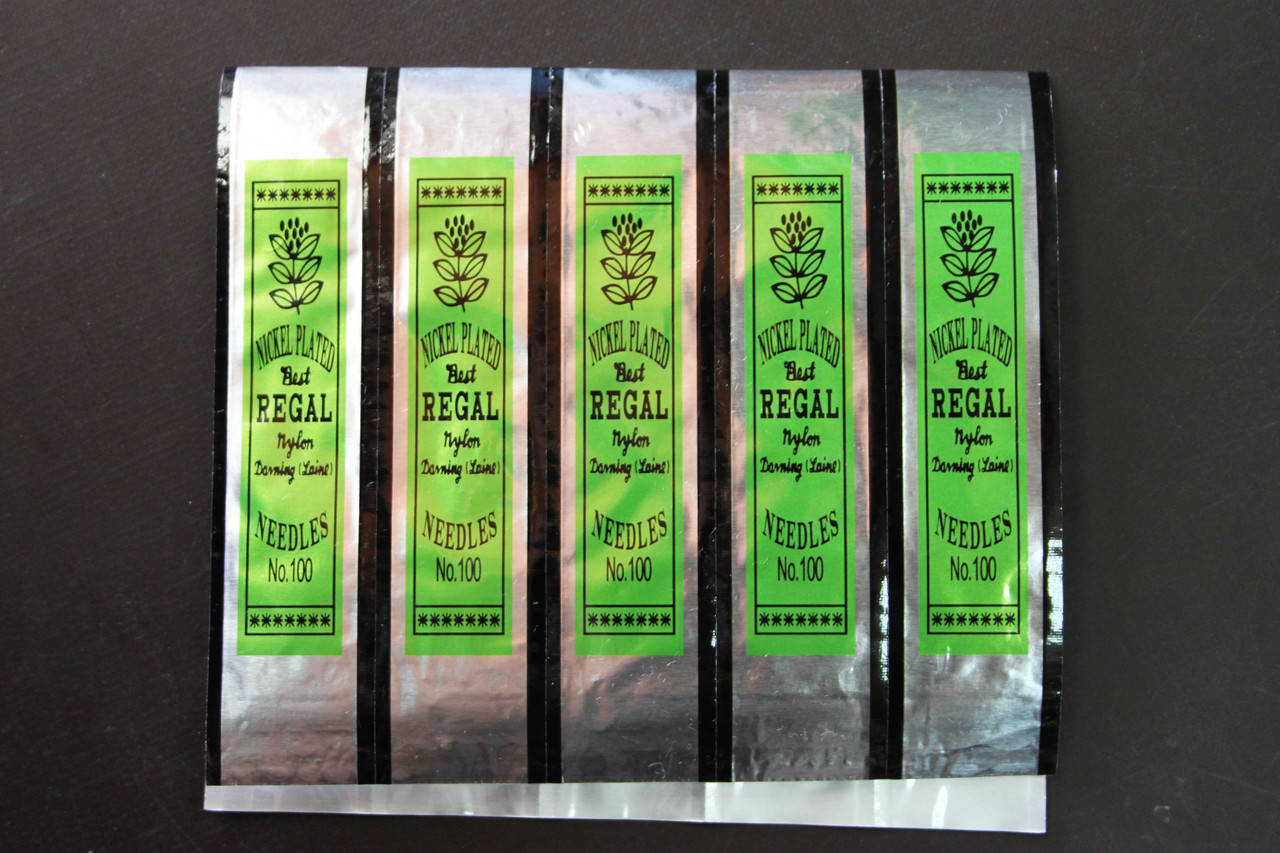 *******
NICKEL PLATED
Best
REGAL
Nylon
Darning (Laine)
NEEDLES
No.100
*******
*******
NICKEL PLATED
Best
REGAL
Nylon
Darning (Laine)
NEEDLES
No.100
*******
*******
NICKEL PLATED
Best
REGAL
Nylon
Darning (Laine)
NEEDLES
No.100
*******
*******
NICKEL PLATED
Best
REGAL
Nylon
Darning (Laine)
NEEDLES
No.100
*******
*******
NICKEL PLATED
Best
REGAL
Nylon
Darning (Laine)
NEEDLES
No.100
*******